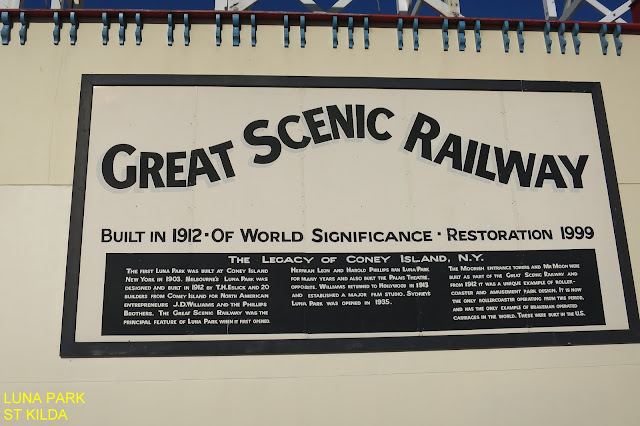 GREAT SCENIC RAILWAY
BUILT IN 1912 · OF WORLD SIGNIFICANCE · RESTORATION 1999
THE LEGACY OF CONEY ISLAND, N.Y.
THE FIRST LUNA PARK WAS BUILT AT CONEY ISLAND
NEW YORK IN 1903. MELBOURNE'S LUNA PARK WAS
DESIGNED AND BUILT IN 1912 BY T.H. ESLICK AND 20
BUILDERS FROM CONEY ISLAND FOR NORTH AMERICAN
ENTREPRENEURS J.D. WILLIAMS AND THE PHILLIPS
BROTHERS. THE GREAT SCENIC RAILWAY WAS THE
PRINCIPAL FEATURE OF LUNA PARK WHEN IT FIRST OPENED.
HERMAN LEON AND HAROLD PHILLIPS RAN LUNA PARK
FOR MANY YEARS AND ALSO BUILT THE PALAIS THEATRE
OPPOSITE. WILLIAMS RETURNED TO HOLLYWOOD IN 1913
AND ESTABLISHED A MAJOR FILM STUDIO. SYDNEY'S
LUNA PARK WAS OPENED IN 1935.
THE MOORISH ENTRANCE TOWERS AND MR MOON WERE
BUILT AS PART OF THE GREAT SCENIC RAILWAY AND
FROM 1912 IT WAS A UNIQUE EXAMPLE OF ROLLER-
COASTER AND AMUSEMENT PARK DESIGN. IT IS NOW
THE ONLY ROLLERCOASTER OPERATING FROM THIS PERIOD,
AND HAS THE ONLY EXAMPLE OF BRAKEMAN OPERATED
CARRIAGES IN THE WORLD. THESE WERE BUILT IN THE U.S.
LUNA PARK
ST KILDA